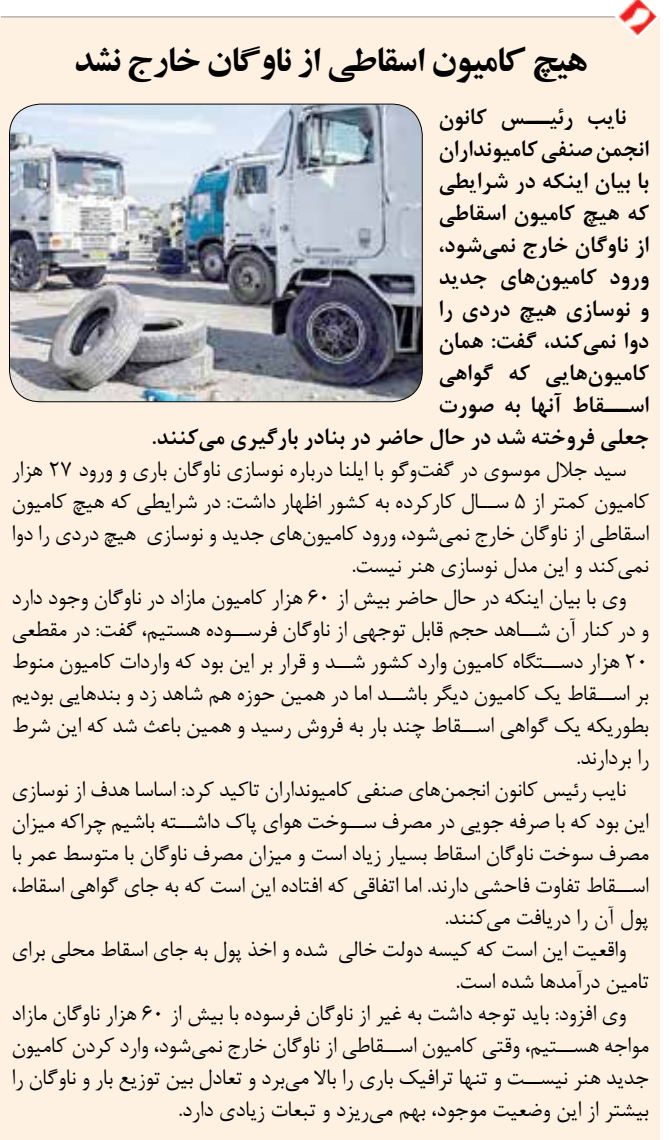 هیچ کامیون اسقاطی از ناوگان خارج نشد
نایب رئیس کانون
انجمن صنفی کامیونداران
با بیان اینکه در شرایطی
که هیچ کامیون اسقاطی
از ناوگان خارج نمی‌شود،
ورود کامیون‌های جدید
و نوسازی هیچ دردی را
دوا نمی‌کند، گفت: همان
کامیون‌هایی که گواهی
اسقاط آنها به صورت
جعلی فروخته شد در حال حاضر در بنادر بارگیری می‌کنند.
سید جلال موسوی در گفت‌وگو با ایلنا درباره نوسازی ناوگان باری و ورود ۲۷ هزار
کامیون کمتر از ۵ سال کارکرده به کشور اظهار داشت: در شرایطی که هیچ کامیون
اسقاطی از ناوگان خارج نمی‌شود، ورود کامیون‌های جدید و نوسازی هیچ دردی را دوا
نمی‌کند و این مدل نوسازی هنر نیست.
وی با بیان اینکه در حال حاضر بیش از ۶۰ هزار کامیون مازاد در ناوگان وجود دارد
و در کنار آن شاهد حجم قابل توجهی از ناوگان فرسوده هستیم، گفت: در مقطعی
۲۰ هزار دستگاه کامیون وارد کشور شد و قرار بر این بود که واردات کامیون منوط
بر اسقاط یک کامیون دیگر باشد اما در همین حوزه هم شاهد زد و بندهایی بودیم
بطوریکه یک گواهی اسقاط چند بار به فروش رسید و همین باعث شد که این شرط
را بردارند.
نایب رئیس کانون انجمن‌های صنفی کامیونداران تاکید کرد: اساسا هدف از نوسازی
این بود که با صرفه جویی در مصرف سوخت هوای پاک داشته باشیم چراکه میزان
مصرف سوخت ناوگان اسقاط بسیار زیاد است و میزان مصرف ناوگان با متوسط عمر با
اسقاط تفاوت فاحشی دارند. اما اتفاقی که افتاده این است که به جای گواهی اسقاط،
پول آن را دریافت می‌کنند.
واقعیت این است که کیسه دولت خالی شده و اخذ پول به جای اسقاط محلی برای
تامین درآمدها شده است.
وی افزود: باید توجه داشت به غیر از ناوگان فرسوده با بیش از ۶۰ هزار ناوگان مازاد
مواجه هستیم، وقتی کامیون اسقاطی از ناوگان خارج نمی‌شود، وارد کردن کامیون
جدید هنر نیست و تنها ترافیک باری را بالا می‌برد و تعادل بین توزیع بار و ناوگان را
بیشتر از این وضعیت موجود، بهم می‌ریزد و تبعات زیادی دارد.